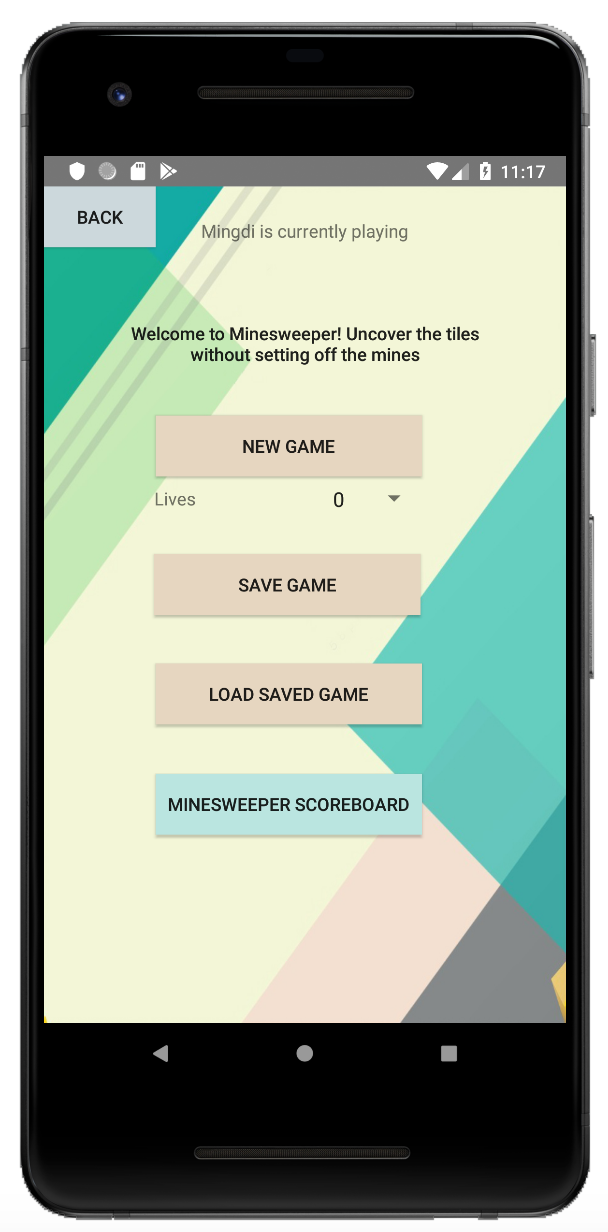 11:17
BACK
Mingdi is currently playing
Welcome to Minesweeper! Uncover the tiles
without setting off the mines
NEW GAME
Lives 0
SAVE GAME
LOAD SAVED GAME
MINESWEEPER SCOREBOARD